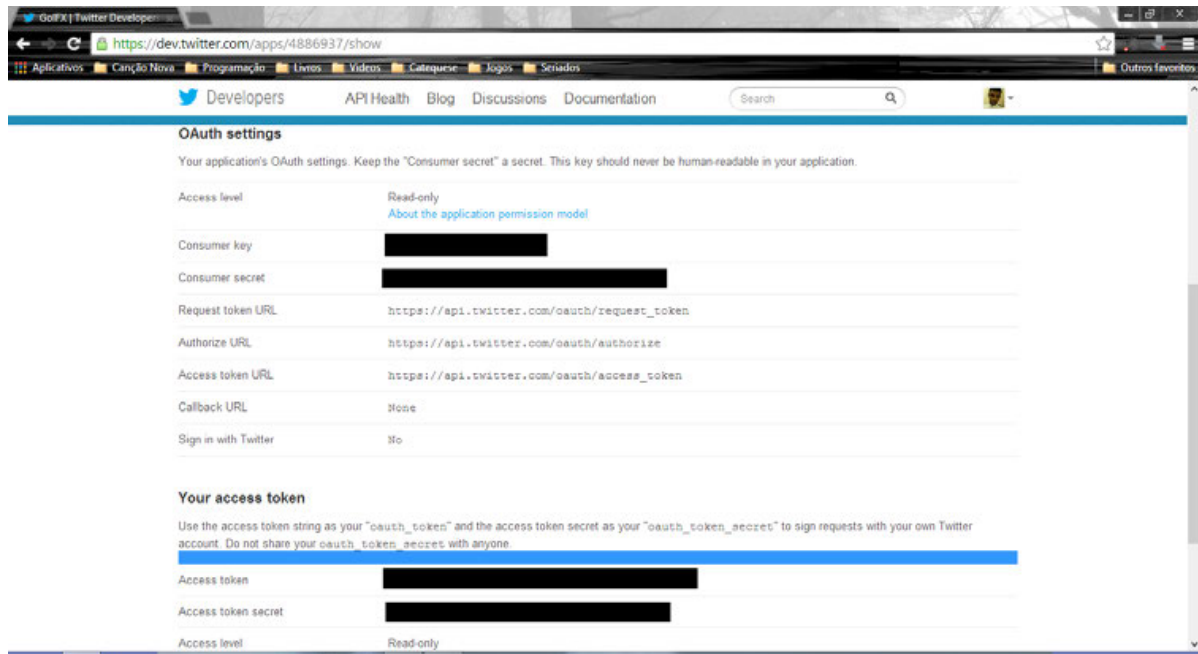 GolFX | Twitter Developer
https://dev.twitter.com/apps/4886937/show
Aplicativos Canção Nova Programação Livros Videos Catequese Jogos Seriados Outros favoritos
Developers API Health Blog Discussions Documentation Search
OAuth settings
Your application's OAuth settings. Keep the "Consumer secret" a secret. This key should never be human-readable in your application.
Access level Read-only
About the application permission model
Consumer key
Consumer secret
Request token URL https://api.twitter.com/oauth/request_token
Authorize URL https://api.twitter.com/oauth/authorize
Access token URL https://api.twitter.com/oauth/access_token
Callback URL None
Sign in with Twitter No
Your access token
Use the access token string as your "oauth_token" and the access token secret as your "oauth_token_secret" to sign requests with your own Twitter
account. Do not share your oauth_token_secret with anyone.
Access token
Access token secret
Access level Read-only